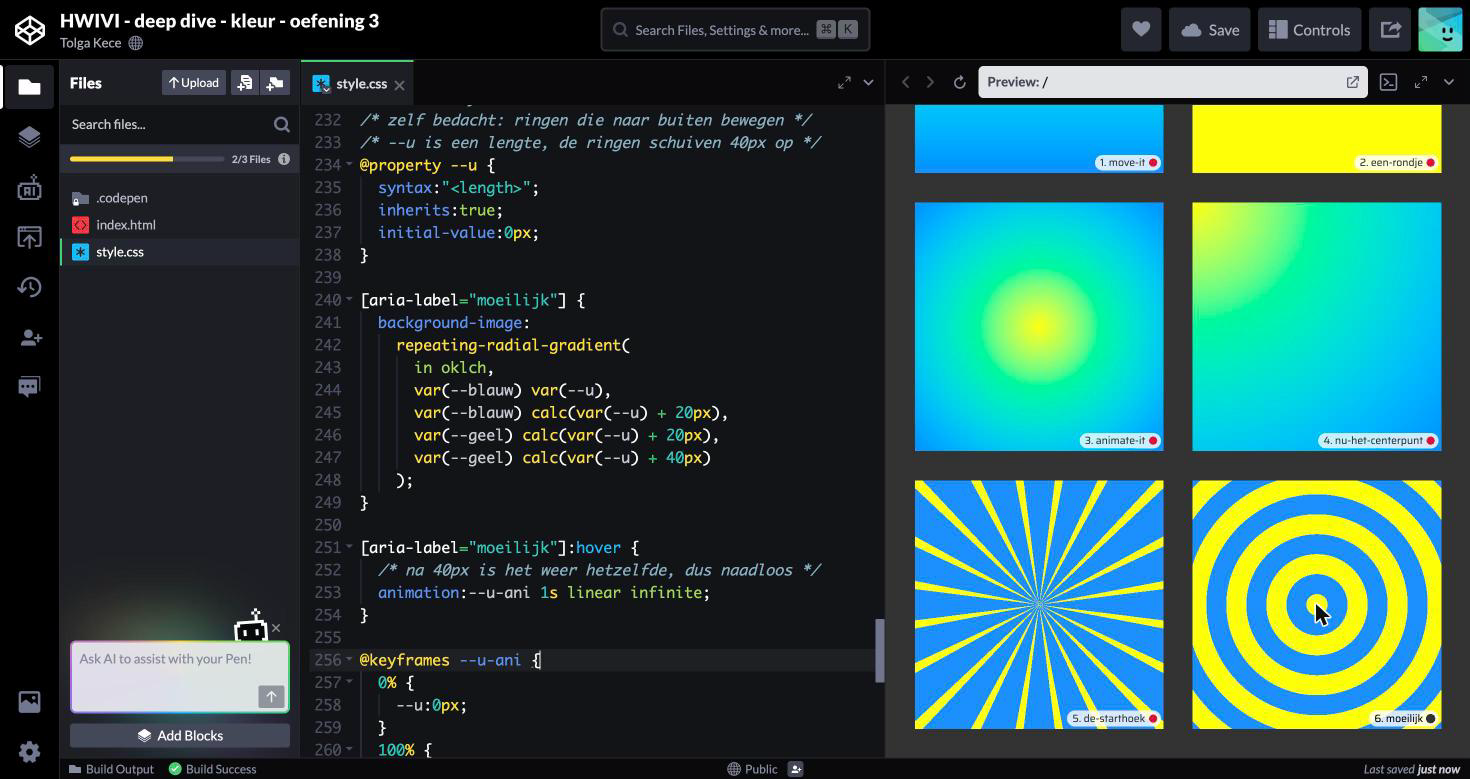 HWIVI - deep dive - kleur - oefening 3
Tolga Kece
Search Files, Settings & more...
⌘ K
Save
Controls
Files
Upload
Search files...
2/3 Files
.codepen
index.html
style.css
AI
Ask AI to assist with your Pen!
Add Blocks
style.css
232 /* zelf bedacht: ringen die naar buiten bewegen */
233 /* --u is een lengte, de ringen schuiven 40px op */
234 @property --u {
235 syntax:"<length>";
236 inherits:true;
237 initial-value:0px;
238 }
239
240 [aria-label="moeilijk"] {
241 background-image:
242 repeating-radial-gradient(
243 in oklch,
244 var(--blauw) var(--u),
245 var(--blauw) calc(var(--u) + 20px),
246 var(--geel) calc(var(--u) + 20px),
247 var(--geel) calc(var(--u) + 40px)
248 );
249 }
250
251 [aria-label="moeilijk"]:hover {
252 /* na 40px is het weer hetzelfde, dus naadloos */
253 animation:--u-ani 1s linear infinite;
254 }
255
256 @keyframes --u-ani {
257 0% {
258 --u:0px;
259 }
260 100% {
Preview: /
1. move-it
2. een-rondje
3. animate-it
4. nu-het-centerpunt
5. de-starthoek
6. moeilijk
Build Output
Build Success
Public
Last saved just now